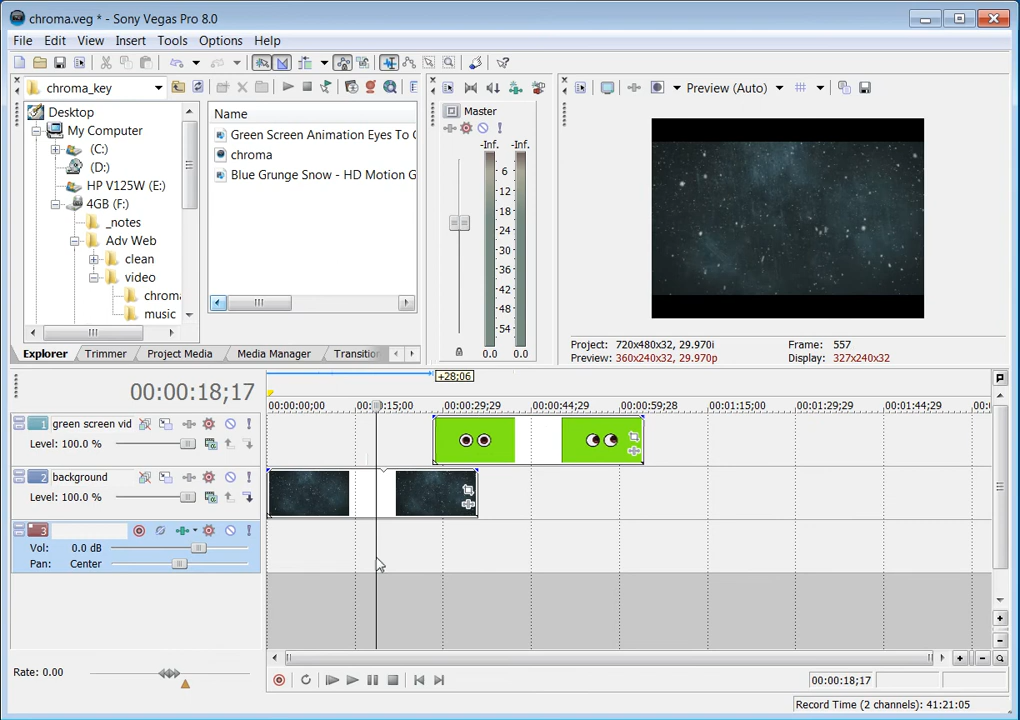 chroma.veg * - Sony Vegas Pro 8.0
File Edit View Insert Tools Options Help
chroma_key
Desktop
My Computer
(C:)
(D:)
HP V125W (E:)
4GB (F:)
_notes
Adv Web
clean
video
chroma
music
Name
Green Screen Animation Eyes To C
chroma
Blue Grunge Snow - HD Motion G
Explorer Trimmer Project Media Media Manager Transition
Master
-Inf. -Inf.
6
12
18
24
30
36
42
48
54
0.0 0.0
Preview (Auto)
Project: 720x480x32, 29.970i
Preview: 360x240x32, 29.970p
Frame: 557
Display: 327x240x32
00:00:18;17
+28;06
00:00:00;00 00:00:15;00 00:00:29;29 00:00:44;29 00:00:59;28 00:01:15;00 00:01:29;29 00:01:44;29 00:0
1 green screen vid
Level: 100.0 %
2 background
Level: 100.0 %
3
Vol: 0.0 dB
Pan: Center
Rate: 0.00
00:00:18;17
Record Time (2 channels): 41:21:05